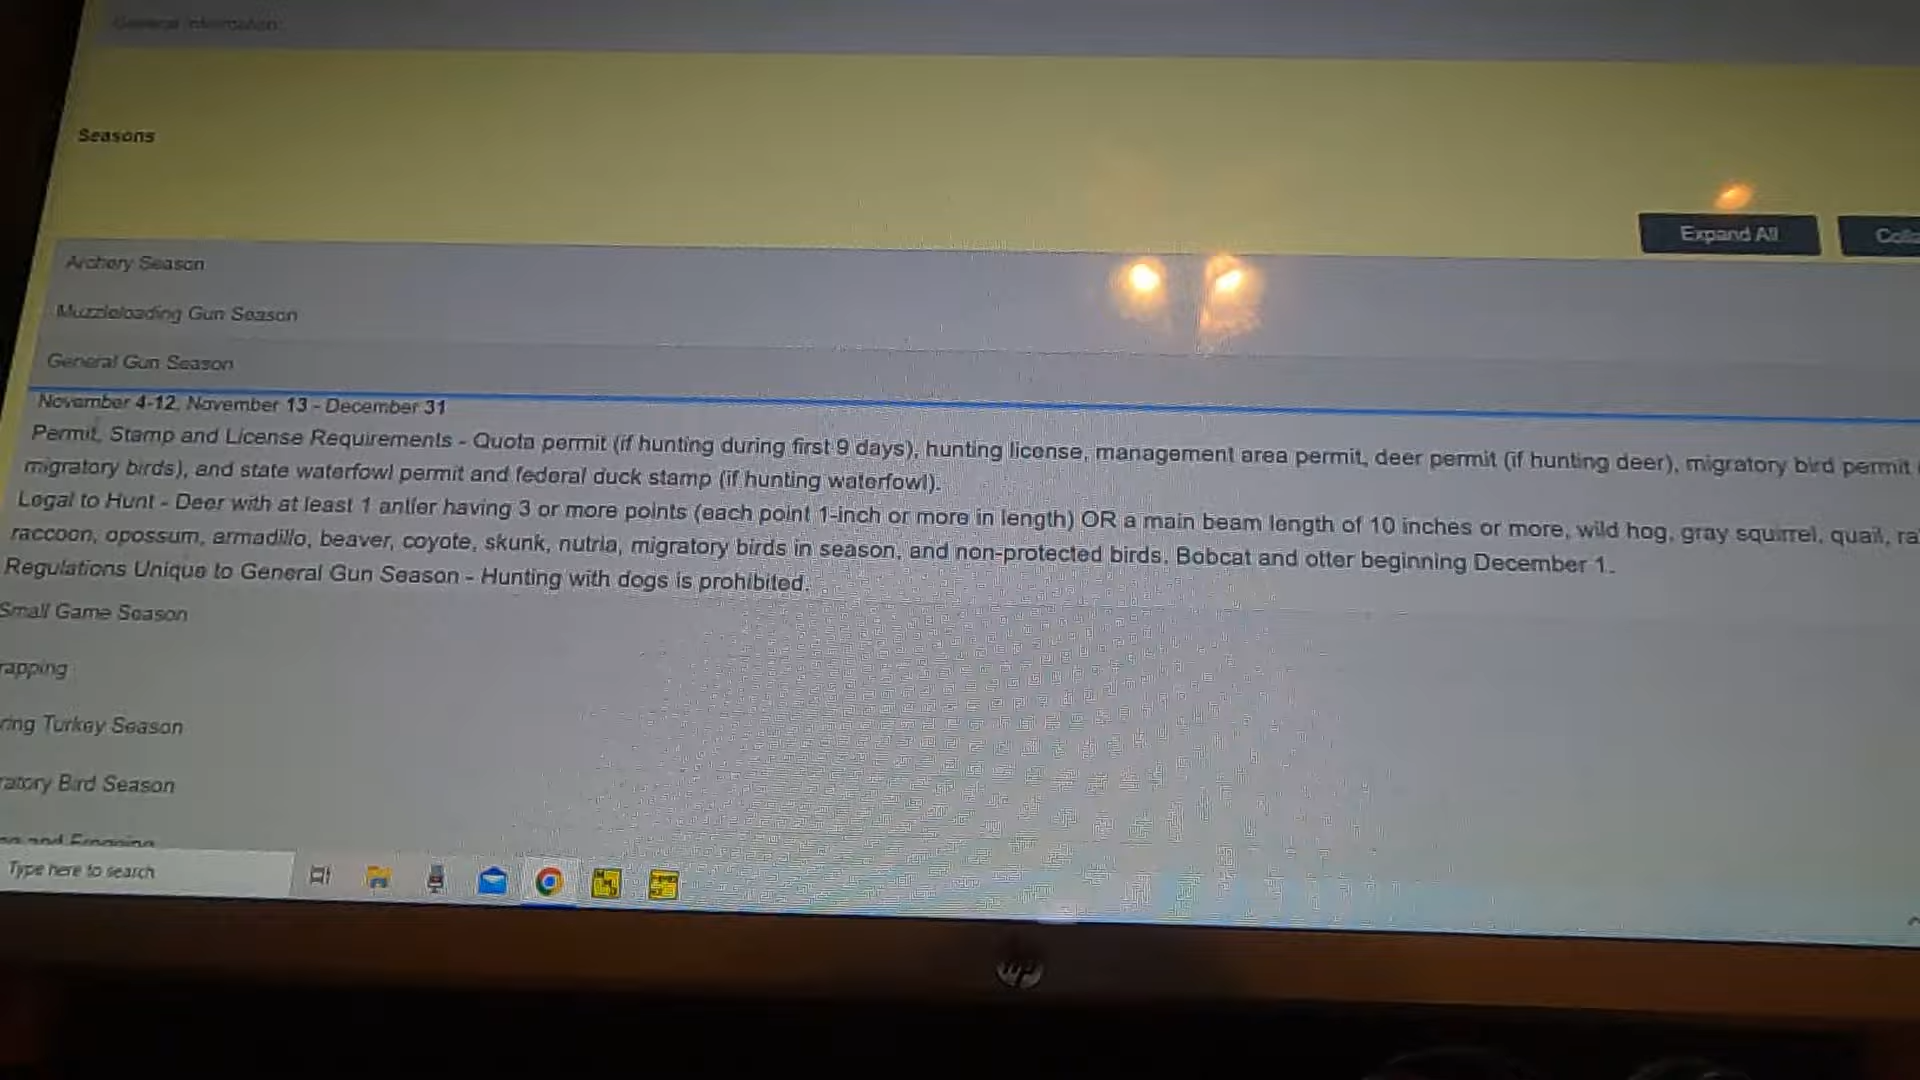 General Information
Seasons
Expand All
Colla
Archery Season
Muzzleloading Gun Season
General Gun Season
November 4-12, November 13 - December 31
Permit, Stamp and License Requirements - Quota permit (if hunting during first 9 days), hunting license, management area permit, deer permit (if hunting deer), migratory bird permit
migratory birds), and state waterfowl permit and federal duck stamp (if hunting waterfowl).
Legal to Hunt - Deer with at least 1 antler having 3 or more points (each point 1-inch or more in length) OR a main beam length of 10 inches or more, wild hog, gray squirrel, quail, ra
raccoon, opossum, armadillo, beaver, coyote, skunk, nutria, migratory birds in season, and non-protected birds. Bobcat and otter beginning December 1.
Regulations Unique to General Gun Season - Hunting with dogs is prohibited.
Small Game Season
rapping
ring Turkey Season
ratory Bird Season
and Frogging
Type here to search
hp